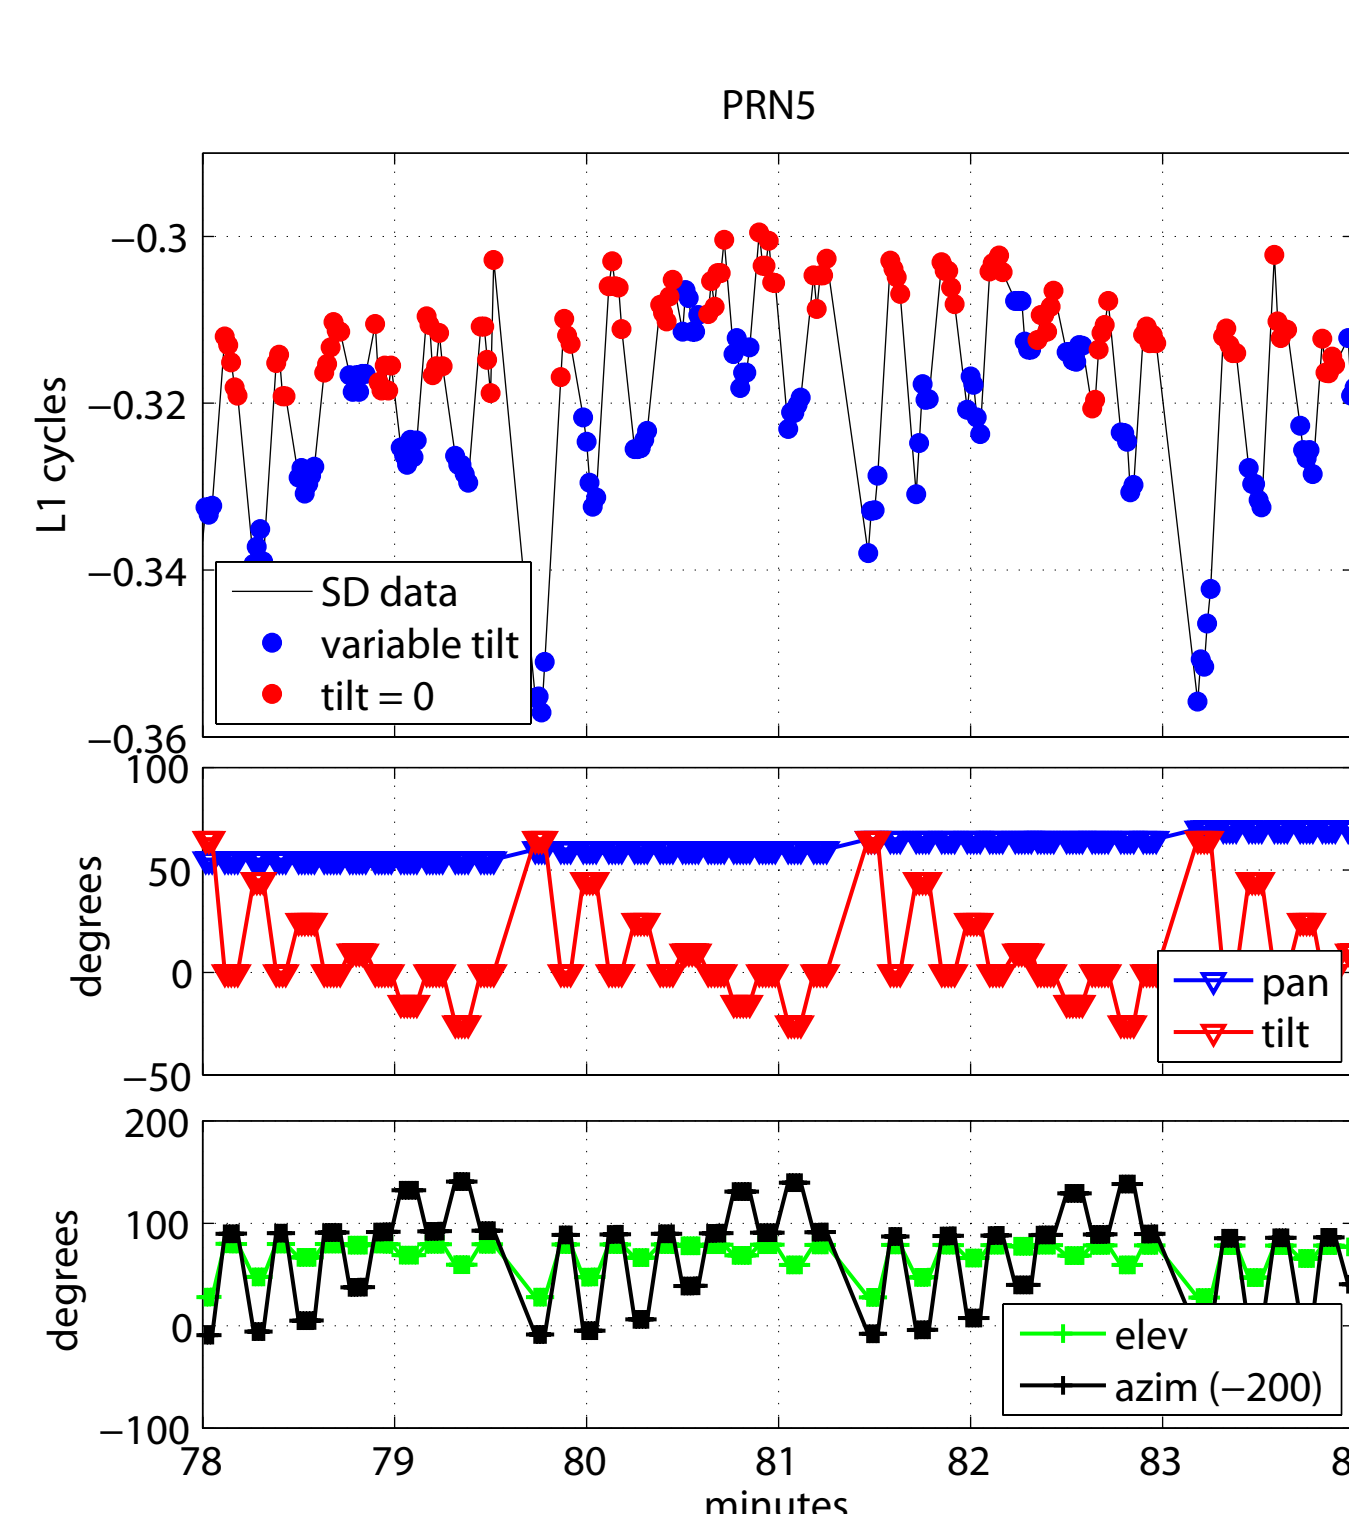 PRN5
−0.3
−0.32
−0.34
−0.36
L1 cycles
SD data
variable tilt
tilt = 0
100
50
0
−50
degrees
pan
tilt
200
100
0
−100
degrees
elev
azim (−200)
78 79 80 81 82 83 8
minutes